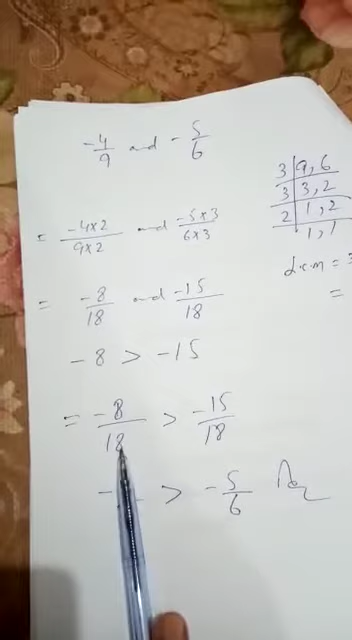 -4/9 and -5/6
= -4×2/9×2 and -5×3/6×3
= -8/18 and -15/18
-8 > -15
= -8/18 > -15/18
- > -5/6
3 | 9, 6
3 | 3, 2
2 | 1, 2
1, 1
L.C.M = 3
=